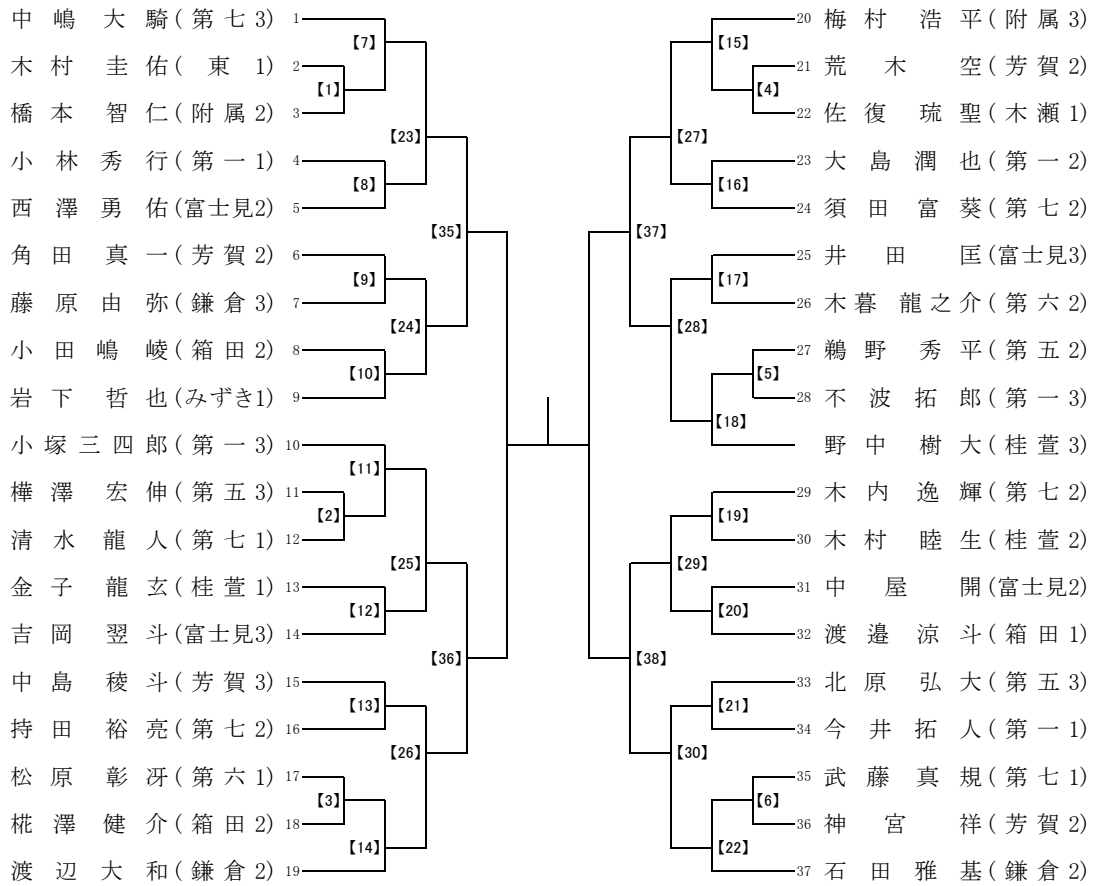 中嶋大騎(第七3) 1
木村圭佑(東1) 2
橋本智仁(附属2) 3
小林秀行(第一1) 4
西澤勇佑(富士見2) 5
角田真一(芳賀2) 6
藤原由弥(鎌倉3) 7
小田嶋崚(箱田2) 8
岩下哲也(みずき1) 9
小塚三四郎(第一3) 10
樺澤宏伸(第五3) 11
清水龍人(第七1) 12
金子龍玄(桂萱1) 13
吉岡翌斗(富士見3) 14
中島稜斗(芳賀3) 15
持田裕亮(第七2) 16
松原彰冴(第六1) 17
椛澤健介(箱田2) 18
渡辺大和(鎌倉2) 19
【7】
【1】
【23】
【8】
【35】
【9】
【24】
【10】
【11】
【2】
【25】
【12】
【36】
【13】
【26】
【3】
【14】
20 梅村浩平(附属3)
21 荒木空(芳賀2)
22 佐復琉聖(木瀬1)
23 大島潤也(第一2)
24 須田富葵(第七2)
25 井田匡(富士見3)
26 木暮龍之介(第六2)
27 鵜野秀平(第五2)
28 不波拓郎(第一3)
野中樹大(桂萱3)
29 木内逸輝(第七2)
30 木村睦生(桂萱2)
31 中屋開(富士見2)
32 渡邉涼斗(箱田1)
33 北原弘大(第五3)
34 今井拓人(第一1)
35 武藤真規(第七1)
36 神宮祥(芳賀2)
37 石田雅基(鎌倉2)
【15】
【4】
【27】
【16】
【37】
【17】
【28】
【5】
【18】
【19】
【29】
【20】
【38】
【21】
【30】
【6】
【22】